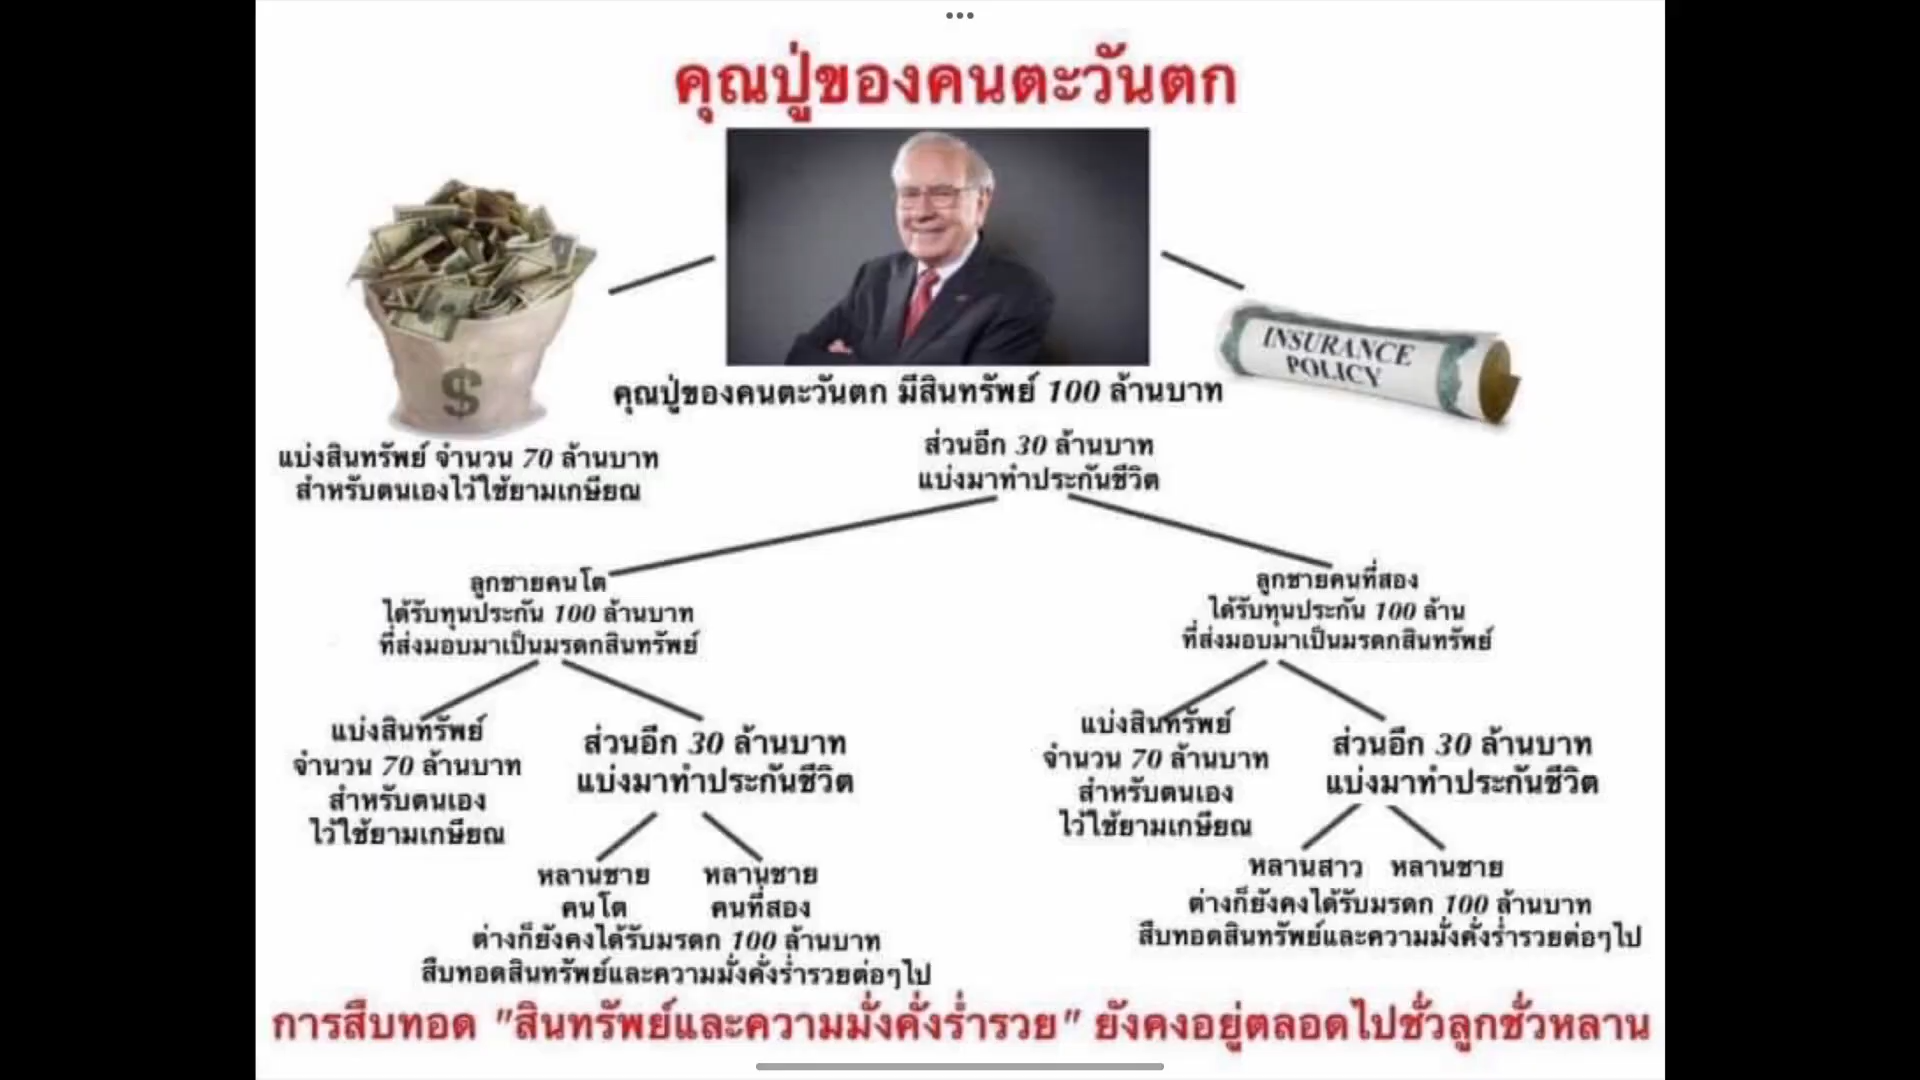 คุณปู่ของคนตะวันตก
INSURANCE
POLICY
$
คุณปู่ของคนตะวันตก มีสินทรัพย์ 100 ล้านบาท
แบ่งสินทรัพย์ จำนวน 70 ล้านบาท
สำหรับตนเองไว้ใช้ยามเกษียณ
ส่วนอีก 30 ล้านบาท
แบ่งมาทำประกันชีวิต
ลูกชายคนโต
ได้รับทุนประกัน 100 ล้านบาท
ที่ส่งมอบมาเป็นมรดกสินทรัพย์
ลูกชายคนที่สอง
ได้รับทุนประกัน 100 ล้าน
ที่ส่งมอบมาเป็นมรดกสินทรัพย์
แบ่งสินทรัพย์
จำนวน 70 ล้านบาท
สำหรับตนเอง
ไว้ใช้ยามเกษียณ
ส่วนอีก 30 ล้านบาท
แบ่งมาทำประกันชีวิต
แบ่งสินทรัพย์
จำนวน 70 ล้านบาท
สำหรับตนเอง
ไว้ใช้ยามเกษียณ
ส่วนอีก 30 ล้านบาท
แบ่งมาทำประกันชีวิต
หลานชาย
คนโต
หลานชาย
คนที่สอง
ต่างก็ยังคงได้รับมรดก 100 ล้านบาท
สืบทอดสินทรัพย์และความมั่งคั่งร่ำรวยต่อๆไป
หลานสาว หลานชาย
ต่างก็ยังคงได้รับมรดก 100 ล้านบาท
สืบทอดสินทรัพย์และความมั่งคั่งร่ำรวยต่อๆไป
การสืบทอด "สินทรัพย์และความมั่งคั่งร่ำรวย" ยังคงอยู่ตลอดไปชั่วลูกชั่วหลาน